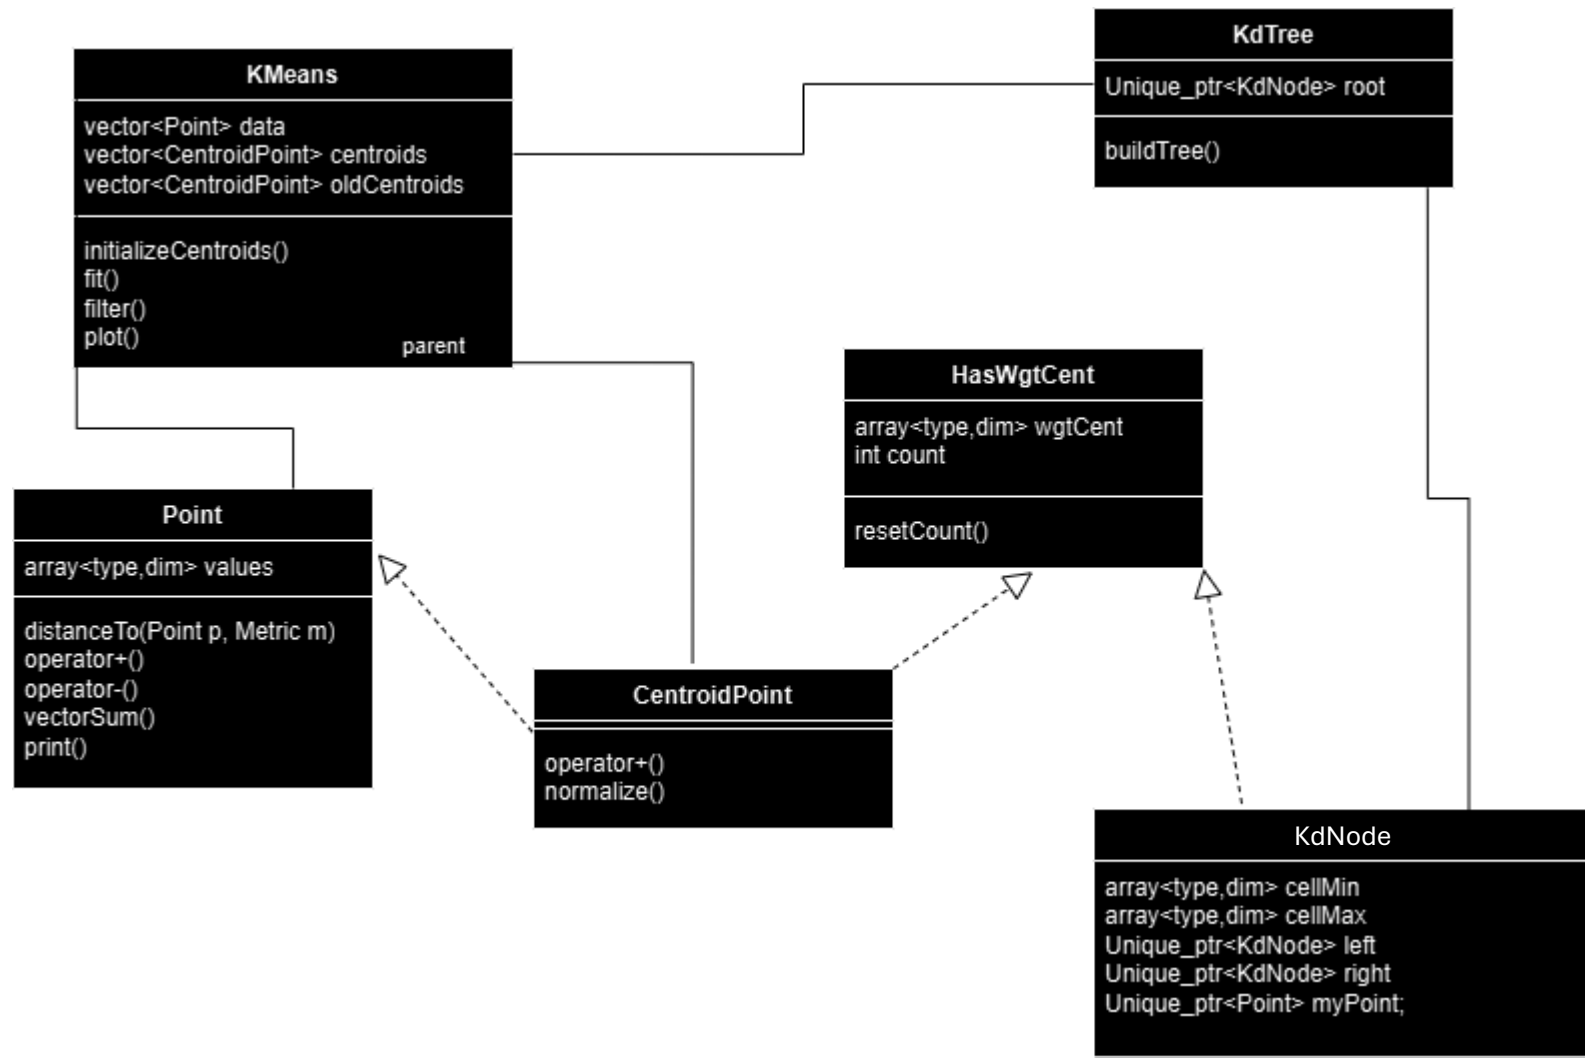 KMeans
vector<Point> data
vector<CentroidPoint> centroids
vector<CentroidPoint> oldCentroids
initializeCentroids()
fit()
filter()
plot()
parent
KdTree
Unique_ptr<KdNode> root
buildTree()
HasWgtCent
array<type,dim> wgtCent
int count
resetCount()
Point
array<type,dim> values
distanceTo(Point p, Metric m)
operator+()
operator-()
vectorSum()
print()
CentroidPoint
operator+()
normalize()
KdNode
array<type,dim> cellMin
array<type,dim> cellMax
Unique_ptr<KdNode> left
Unique_ptr<KdNode> right
Unique_ptr<Point> myPoint;